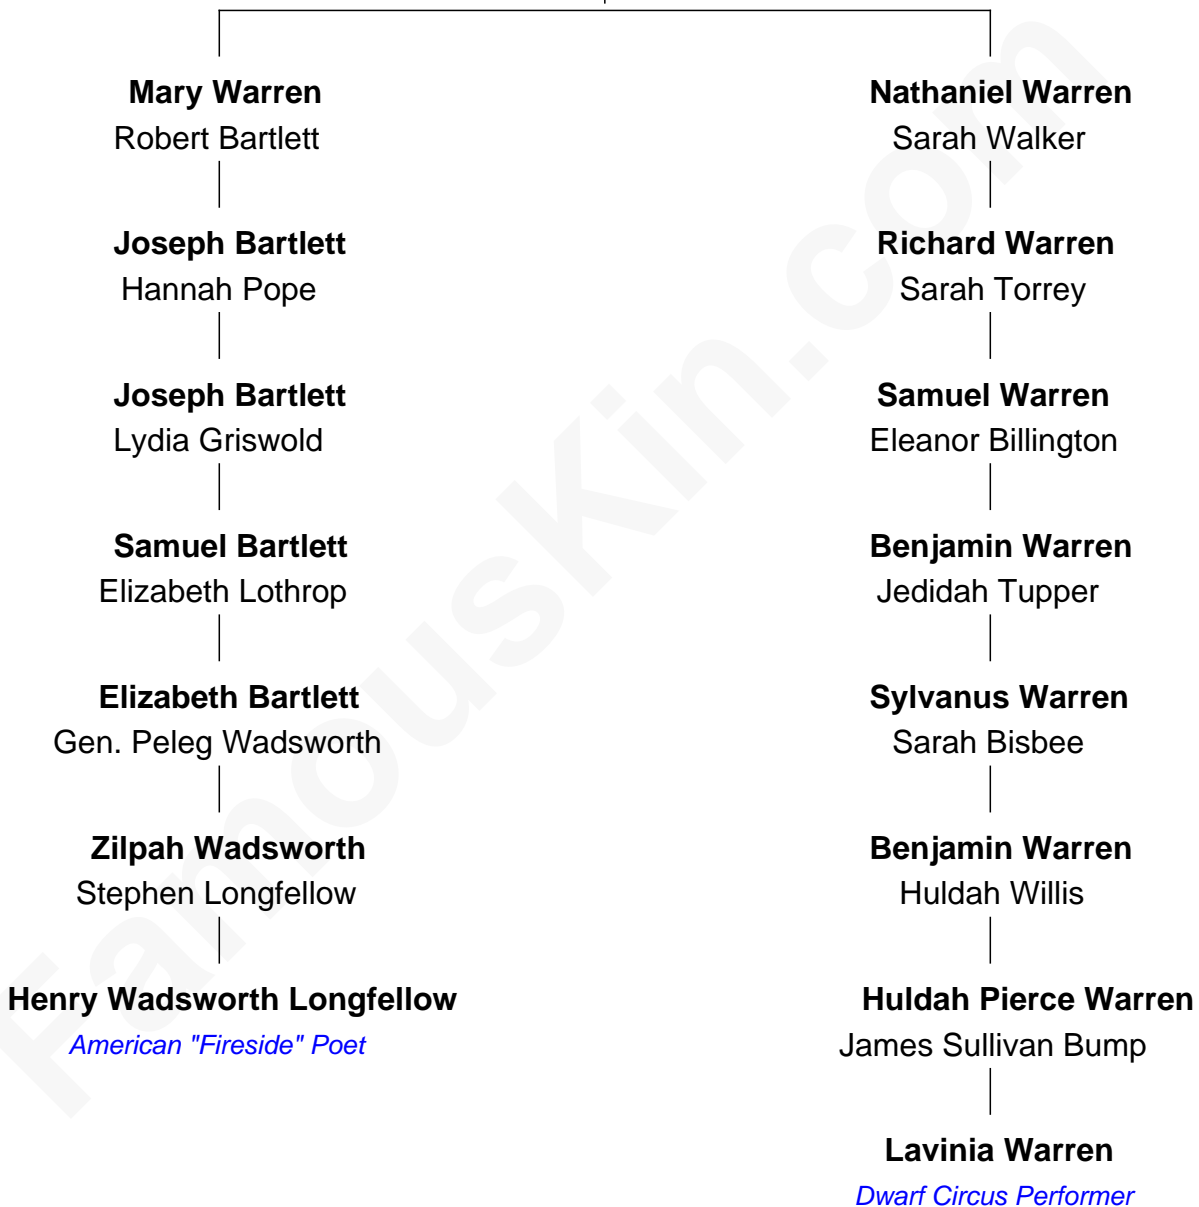 Mary Warren
Robert Bartlett
Joseph Bartlett
Hannah Pope
Joseph Bartlett
Lydia Griswold
Samuel Bartlett
Elizabeth Lothrop
Elizabeth Bartlett
Gen. Peleg Wadsworth
Zilpah Wadsworth
Stephen Longfellow
Henry Wadsworth Longfellow
American "Fireside" Poet
Nathaniel Warren
Sarah Walker
Richard Warren
Sarah Torrey
Samuel Warren
Eleanor Billington
Benjamin Warren
Jedidah Tupper
Sylvanus Warren
Sarah Bisbee
Benjamin Warren
Huldah Willis
Huldah Pierce Warren
James Sullivan Bump
Lavinia Warren
Dwarf Circus Performer
FamousKin.com